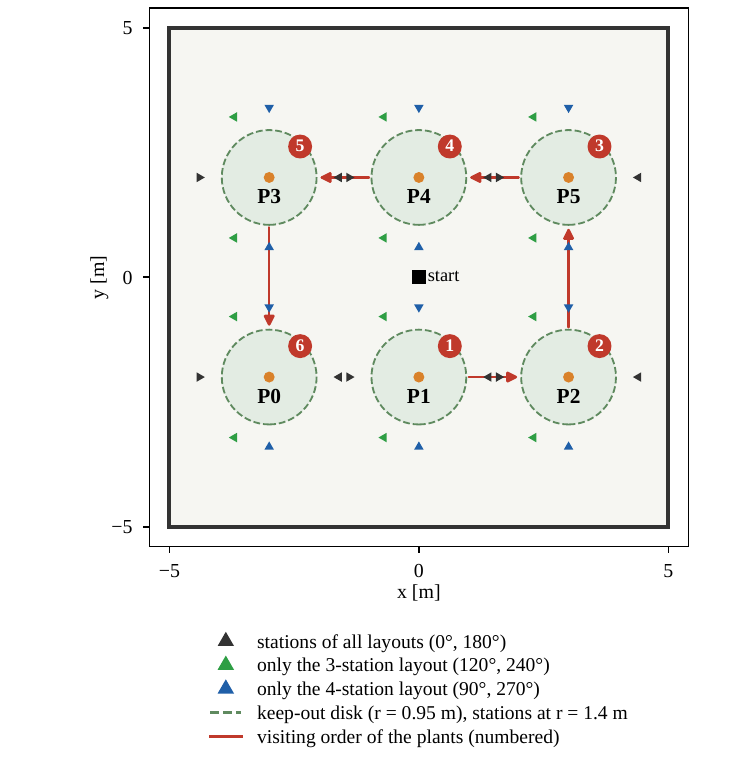 5
5
4
3
P3
P4
P5
y [m]
0
start
6
1
2
P0
P1
P2
−5
−5
0
5
x [m]
stations of all layouts (0°, 180°)
only the 3-station layout (120°, 240°)
only the 4-station layout (90°, 270°)
keep-out disk (r = 0.95 m), stations at r = 1.4 m
visiting order of the plants (numbered)